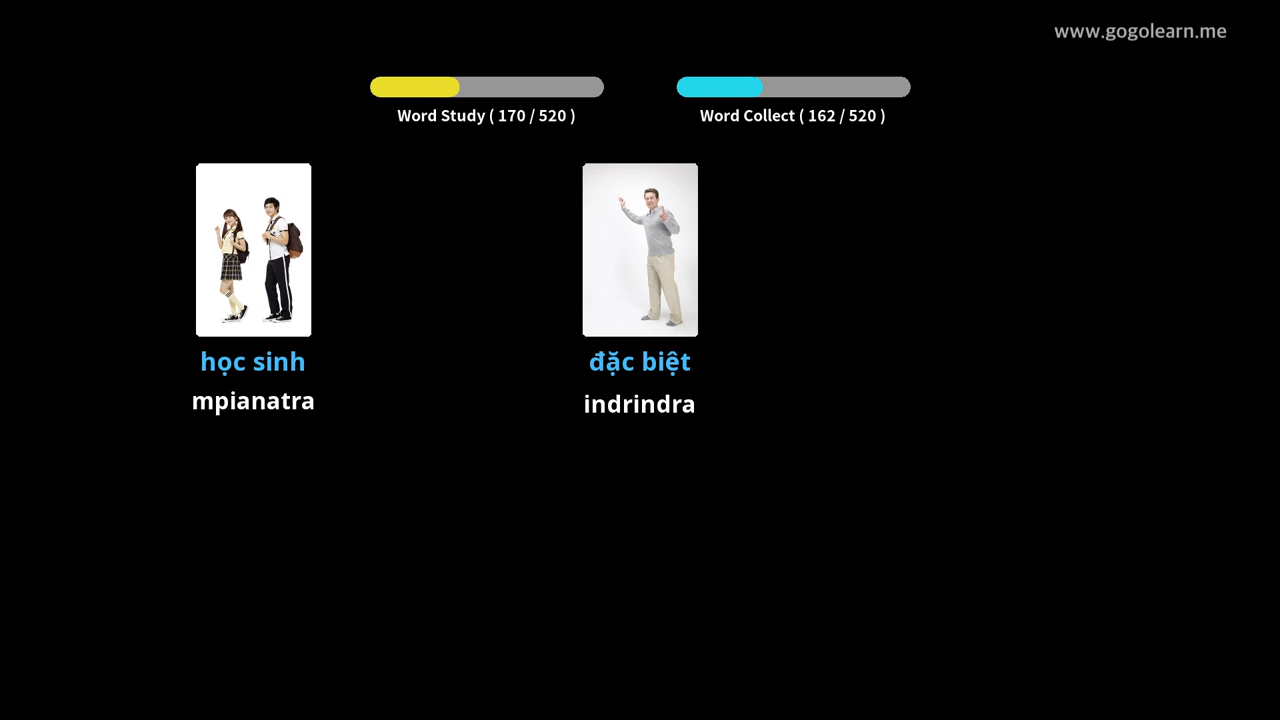 www.gogolearn.me
Word Study ( 170 / 520 )
Word Collect ( 162 / 520 )
học sinh
mpianatra
đặc biệt
indrindra